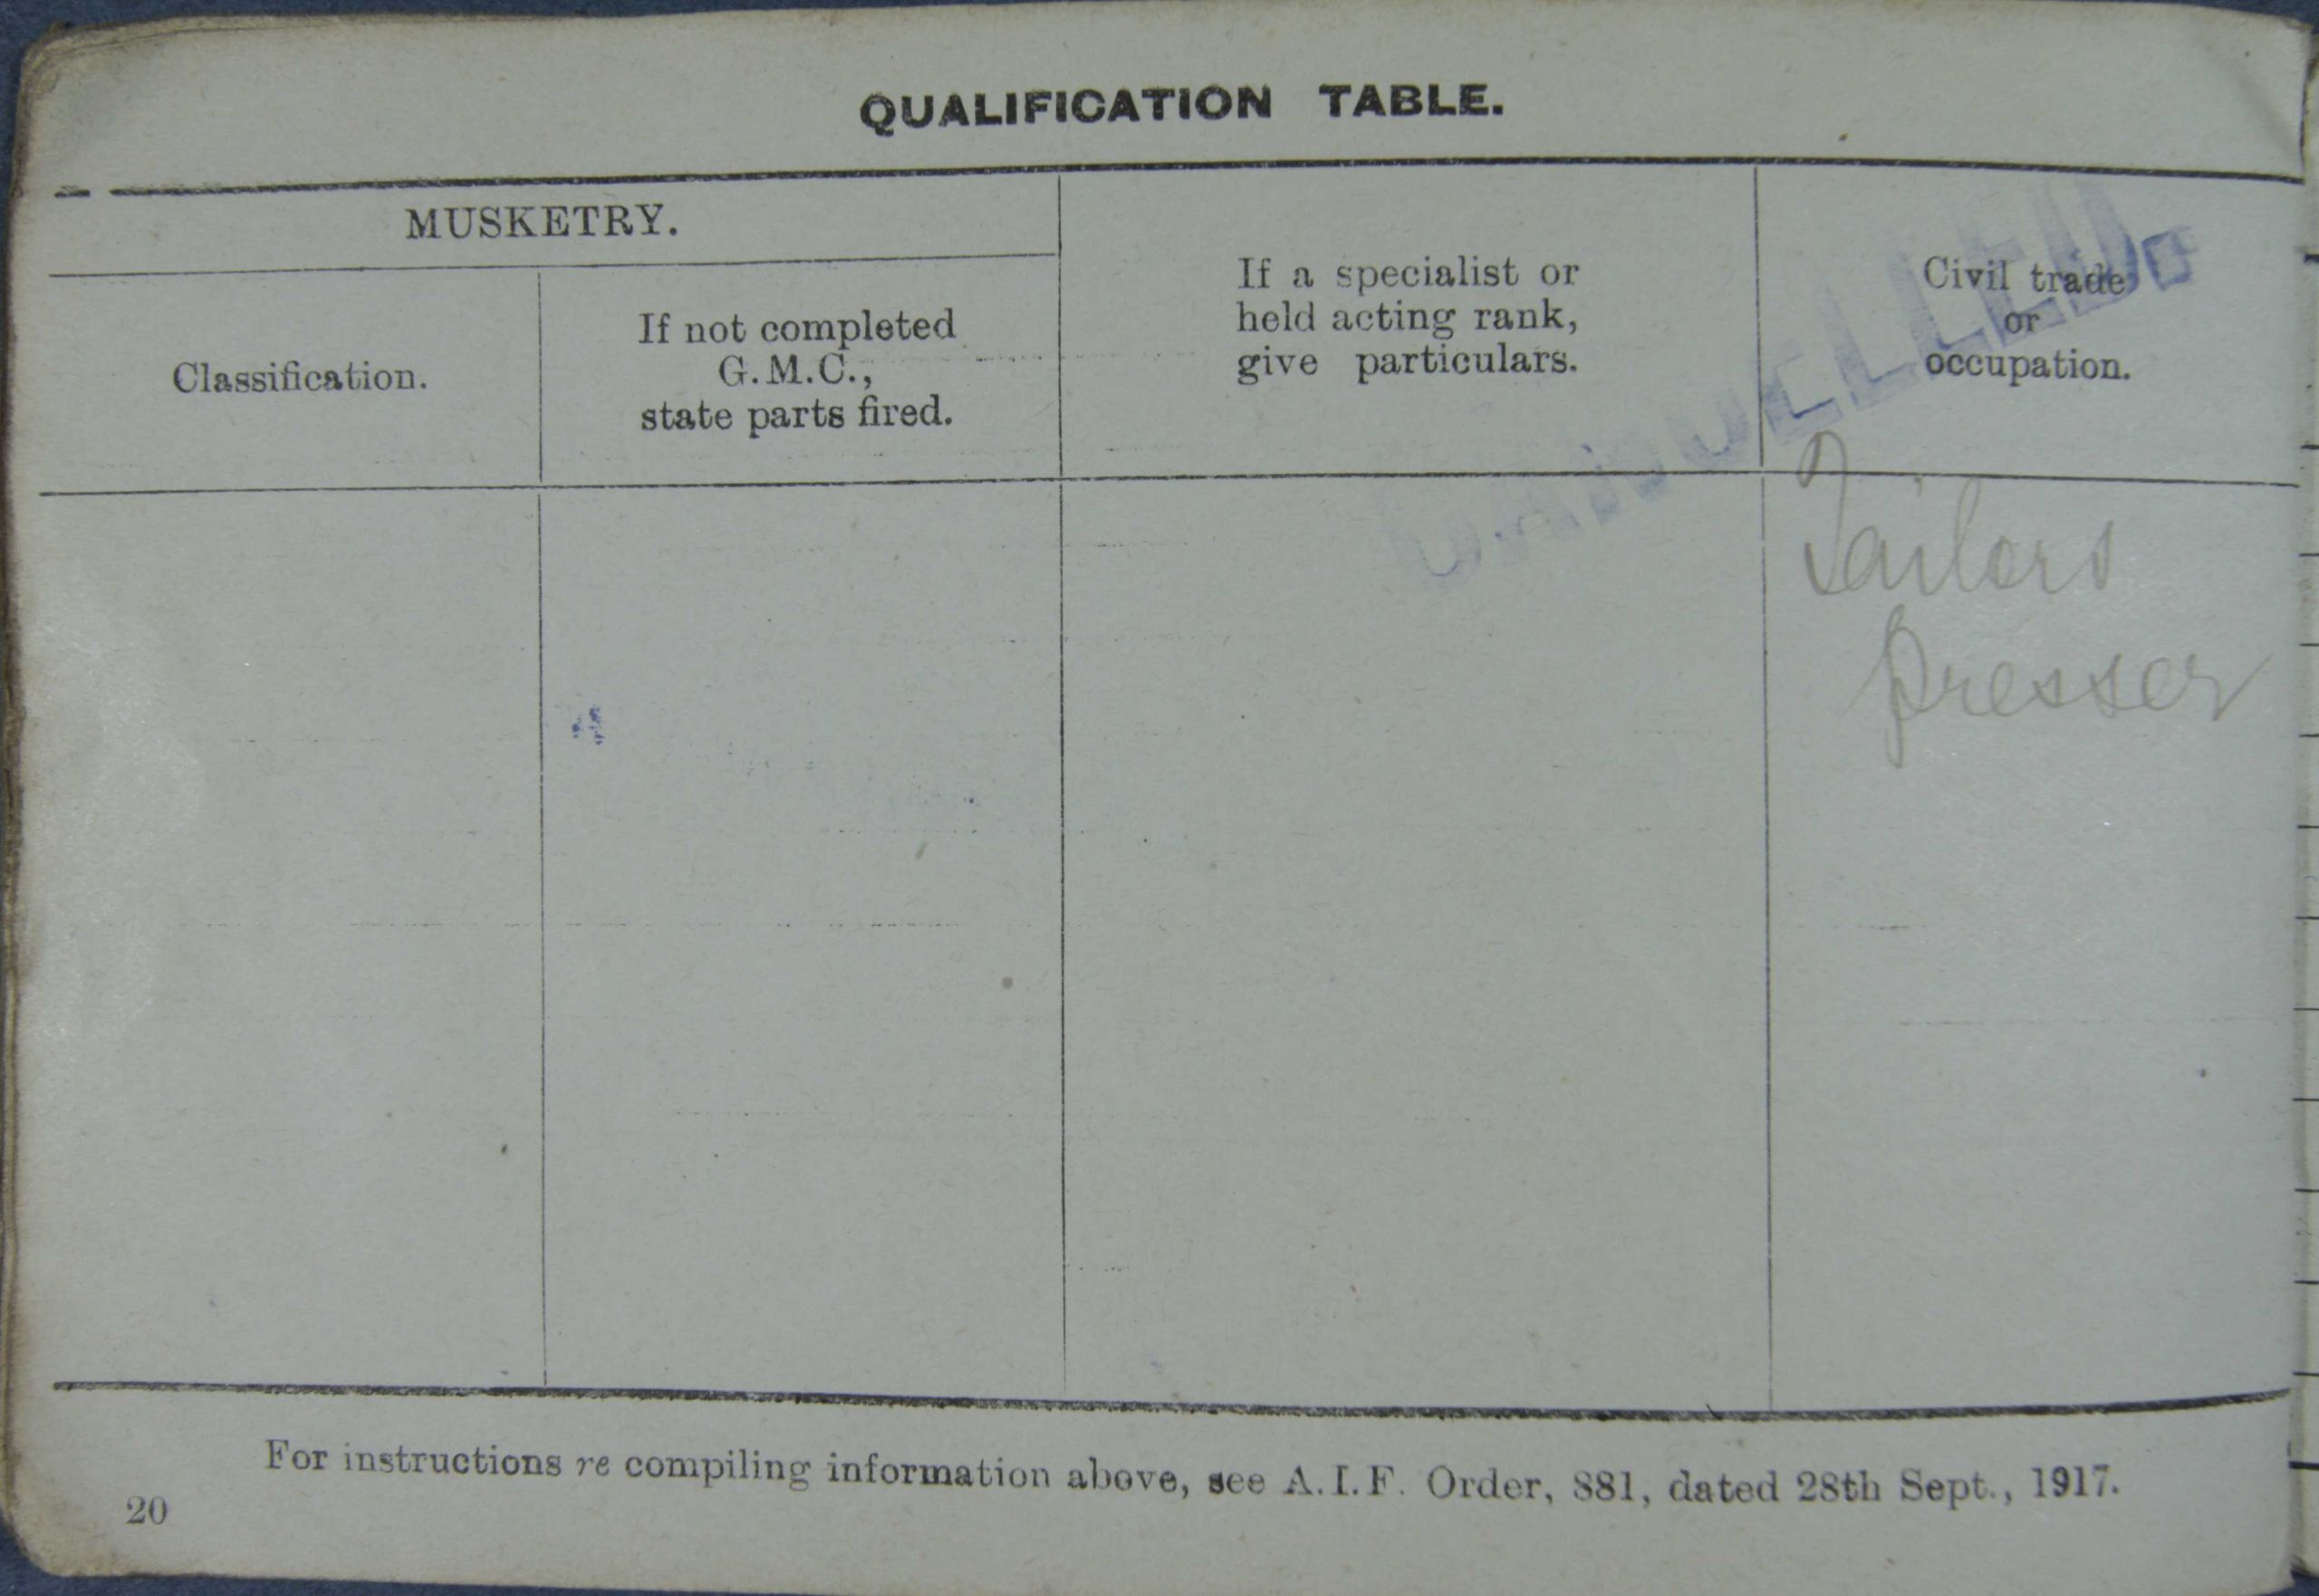 QUALIFICATION TABLE.
MUSKETRY.
Classification.
If not completed
G.M.C.,
state parts fired.
If a specialist or
held acting rank,
give particulars.
Civil trade
or
occupation.
CANCELLED.
Tailors
presser
For instructions re compiling information above, see A.I.F. Order, 881, dated 28th Sept., 1917.
20